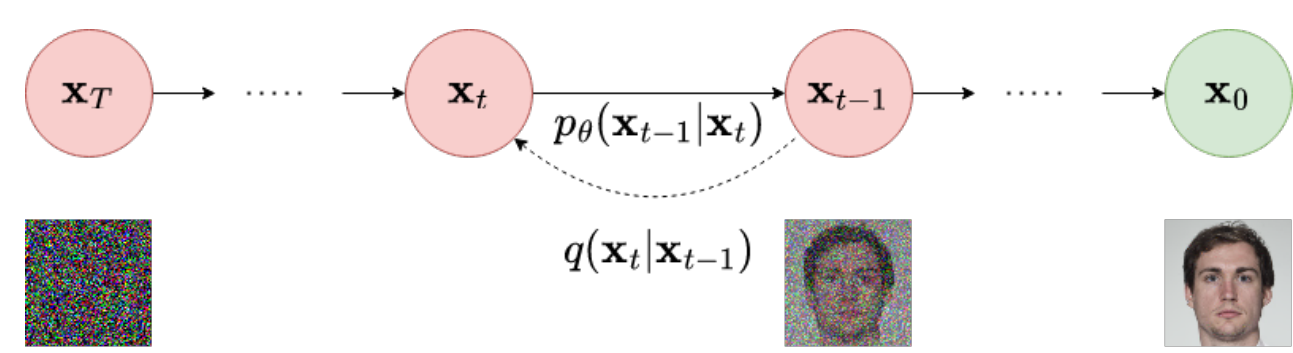 𝐱_T ····· 𝐱_t 𝐱_{t−1} ····· 𝐱_0
p_θ(𝐱_{t−1}|𝐱_t)
q(𝐱_t|𝐱_{t−1})